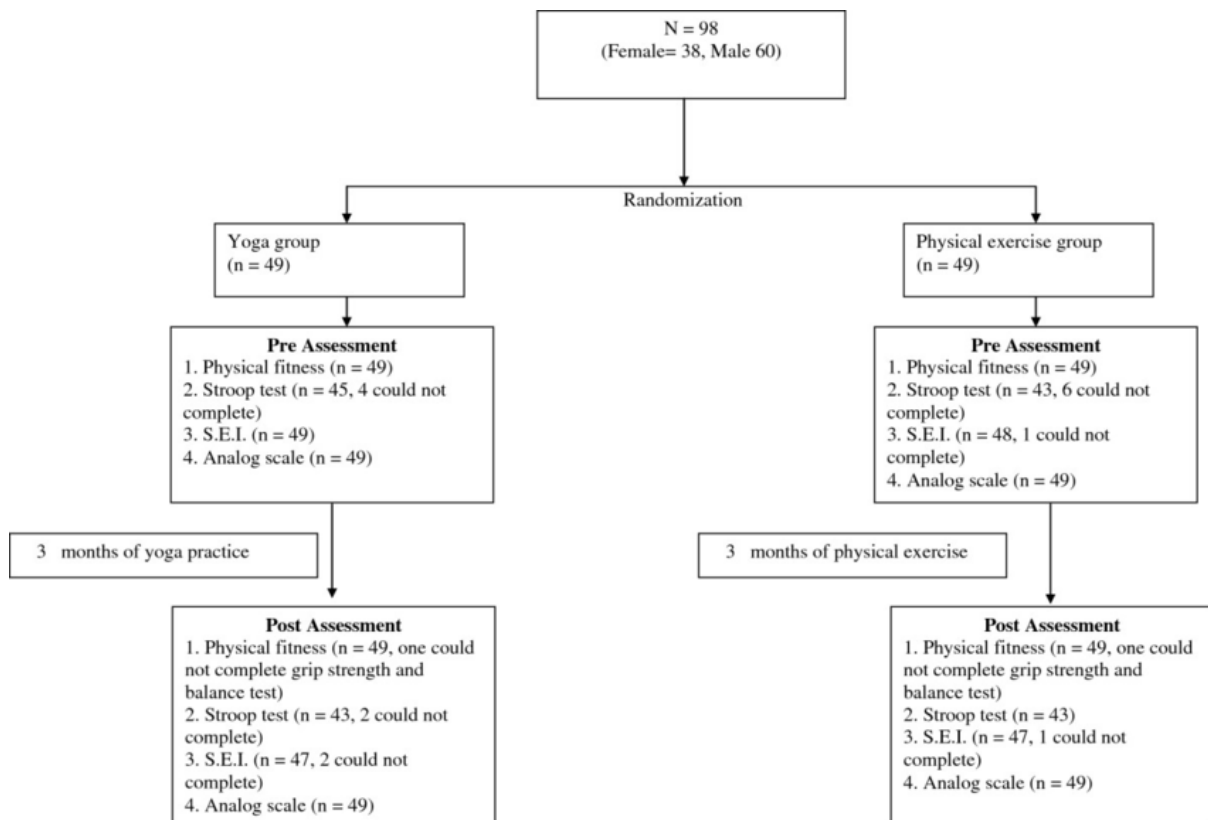 N = 98
(Female= 38, Male 60)
Randomization
Yoga group
(n = 49)
Physical exercise group
(n = 49)
Pre Assessment
1. Physical fitness (n = 49)
2. Stroop test (n = 45, 4 could not
complete)
3. S.E.I. (n = 49)
4. Analog scale (n = 49)
Pre Assessment
1. Physical fitness (n = 49)
2. Stroop test (n = 43, 6 could not
complete)
3. S.E.I. (n = 48, 1 could not
complete)
4. Analog scale (n = 49)
3 months of yoga practice
3 months of physical exercise
Post Assessment
1. Physical fitness (n = 49, one could
not complete grip strength and
balance test)
2. Stroop test (n = 43, 2 could not
complete)
3. S.E.I. (n = 47, 2 could not
complete)
4. Analog scale (n = 49)
Post Assessment
1. Physical fitness (n = 49, one could
not complete grip strength and
balance test)
2. Stroop test (n = 43)
3. S.E.I. (n = 47, 1 could not
complete)
4. Analog scale (n = 49)